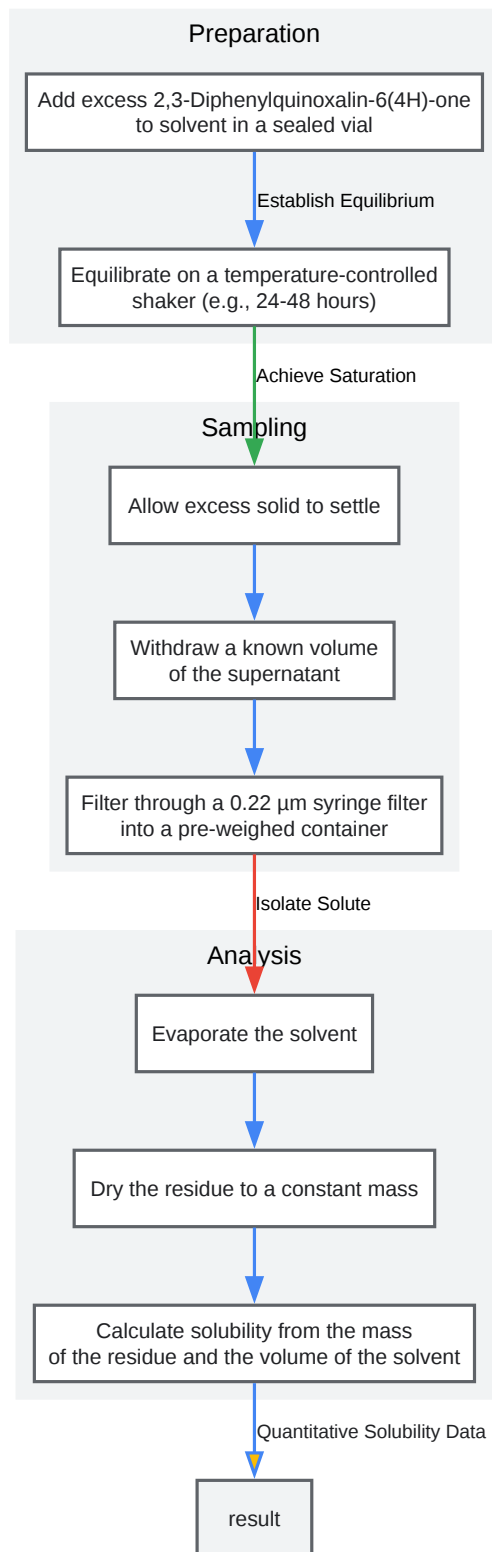 Preparation
Add excess 2,3-Diphenylquinoxalin-6(4H)-one
to solvent in a sealed vial
Establish Equilibrium
Equilibrate on a temperature-controlled
shaker (e.g., 24-48 hours)
Achieve Saturation
Sampling
Allow excess solid to settle
Withdraw a known volume
of the supernatant
Filter through a 0.22 µm syringe filter
into a pre-weighed container
Isolate Solute
Analysis
Evaporate the solvent
Dry the residue to a constant mass
Calculate solubility from the mass
of the residue and the volume of the solvent
Quantitative Solubility Data
result